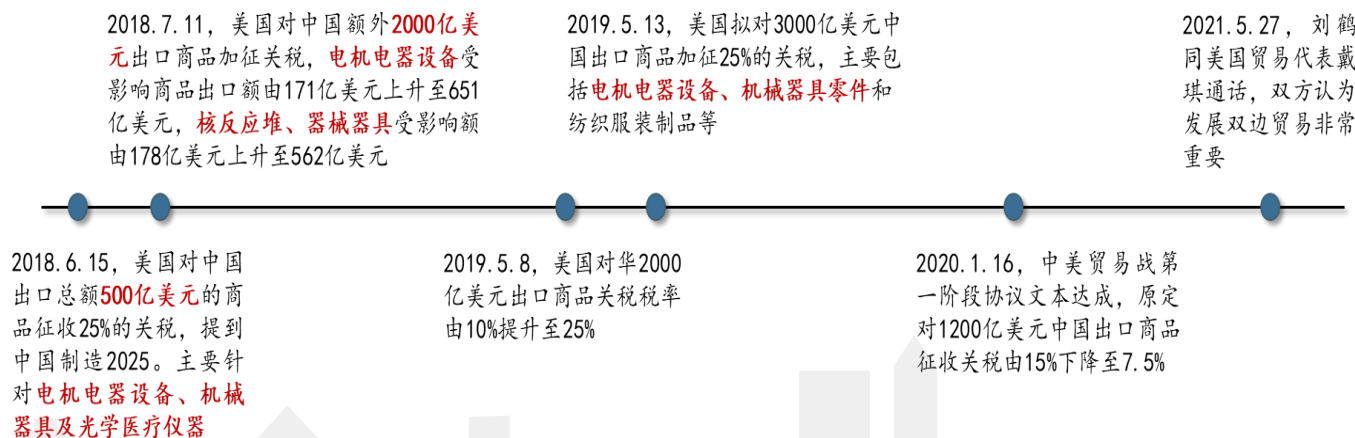 2018.7.11，美国对中国额外2000亿美
元出口商品加征关税，电机电器设备受
影响商品出口额由171亿美元上升至651
亿美元，核反应堆、器械器具受影响额
由178亿美元上升至562亿美元
2019.5.13，美国拟对3000亿美元中
国出口商品加征25%的关税，主要包
括电机电器设备、机械器具零件和
纺织服装制品等
2021.5.27，刘鹤
同美国贸易代表戴
琪通话，双方认为
发展双边贸易非常
重要
2018.6.15，美国对中国
出口总额500亿美元的商
品征收25%的关税，提到
中国制造2025。主要针
对电机电器设备、机械
器具及光学医疗仪器
2019.5.8，美国对华2000
亿美元出口商品关税税率
由10%提升至25%
2020.1.16，中美贸易战第
一阶段协议文本达成，原定
对1200亿美元中国出口商品
征收关税由15%下降至7.5%